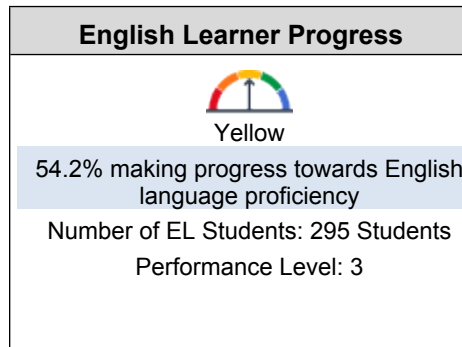 English Learner Progress
Yellow
54.2% making progress towards English
language proficiency
Number of EL Students: 295 Students
Performance Level: 3